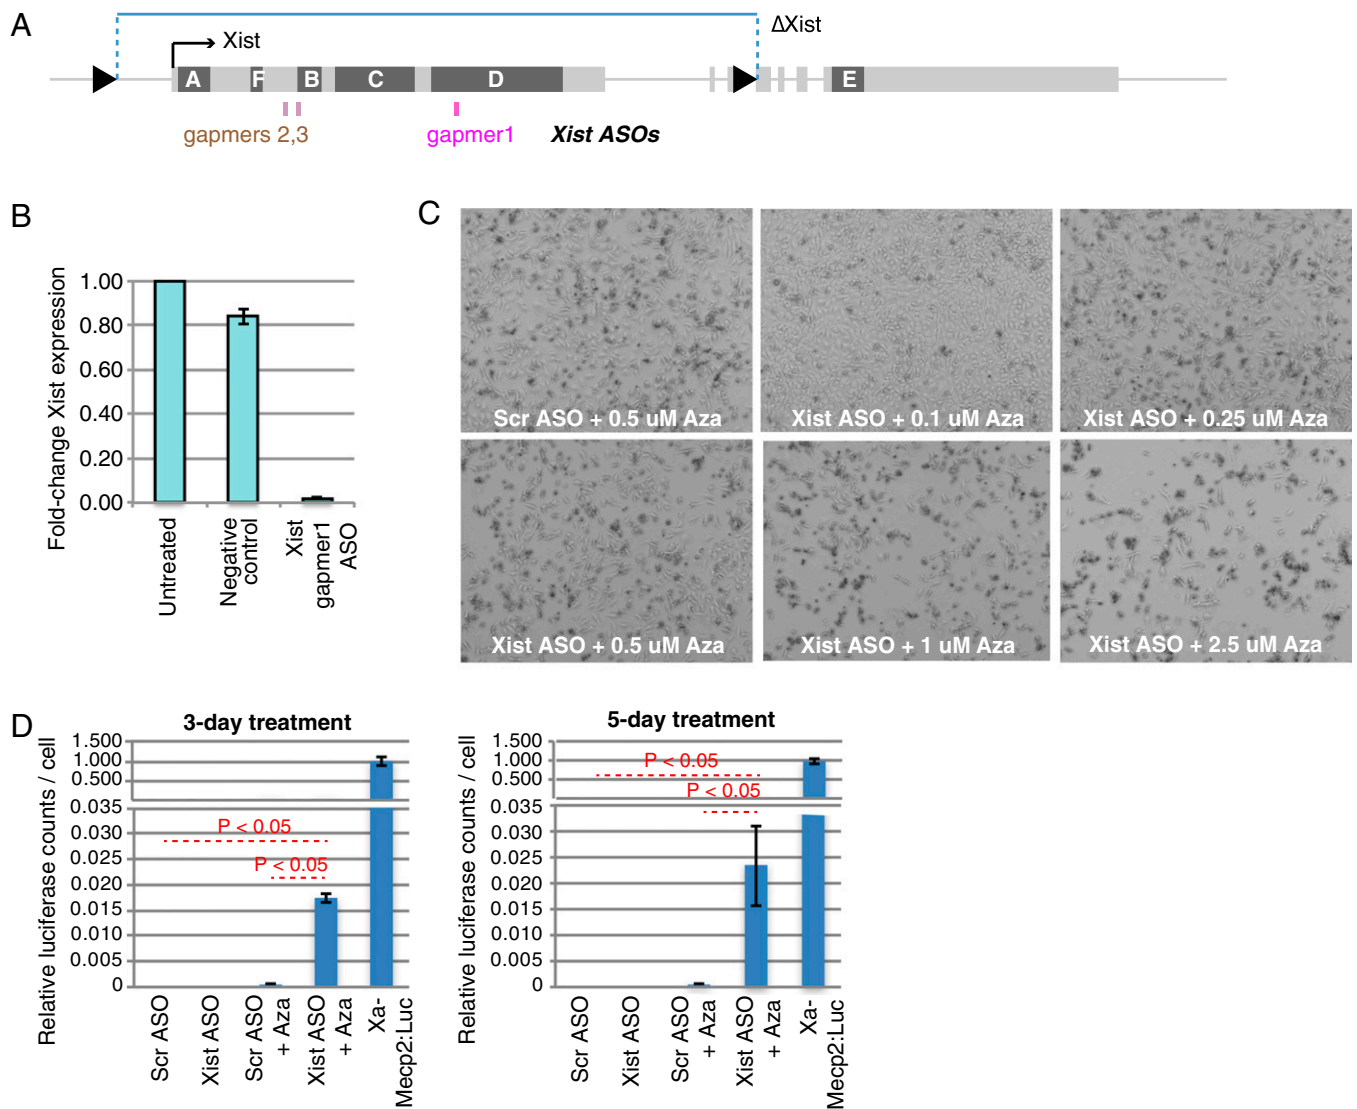 A
ΔXist
Xist
A F B C D E
gapmers 2,3 gapmer1 Xist ASOs
B
Fold-change Xist expression
1.00
0.80
0.60
0.40
0.20
0.00
Untreated
Negative
control
Xist
gapmer1
ASO
C
Scr ASO + 0.5 uM Aza
Xist ASO + 0.1 uM Aza
Xist ASO + 0.25 uM Aza
Xist ASO + 0.5 uM Aza
Xist ASO + 1 uM Aza
Xist ASO + 2.5 uM Aza
D
3-day treatment
Relative luciferase counts / cell
1.500
1.000
0.500
0.035
0.030
0.025
0.020
0.015
0.010
0.005
0
P < 0.05
P < 0.05
Scr ASO
Xist ASO
Scr ASO
+ Aza
Xist ASO
+ Aza
Xa-
Mecp2:Luc
5-day treatment
Relative luciferase counts / cell
1.500
1.000
0.500
0.035
0.030
0.025
0.020
0.015
0.010
0.005
0
P < 0.05
P < 0.05
Scr ASO
Xist ASO
Scr ASO
+ Aza
Xist ASO
+ Aza
Xa-
Mecp2:Luc